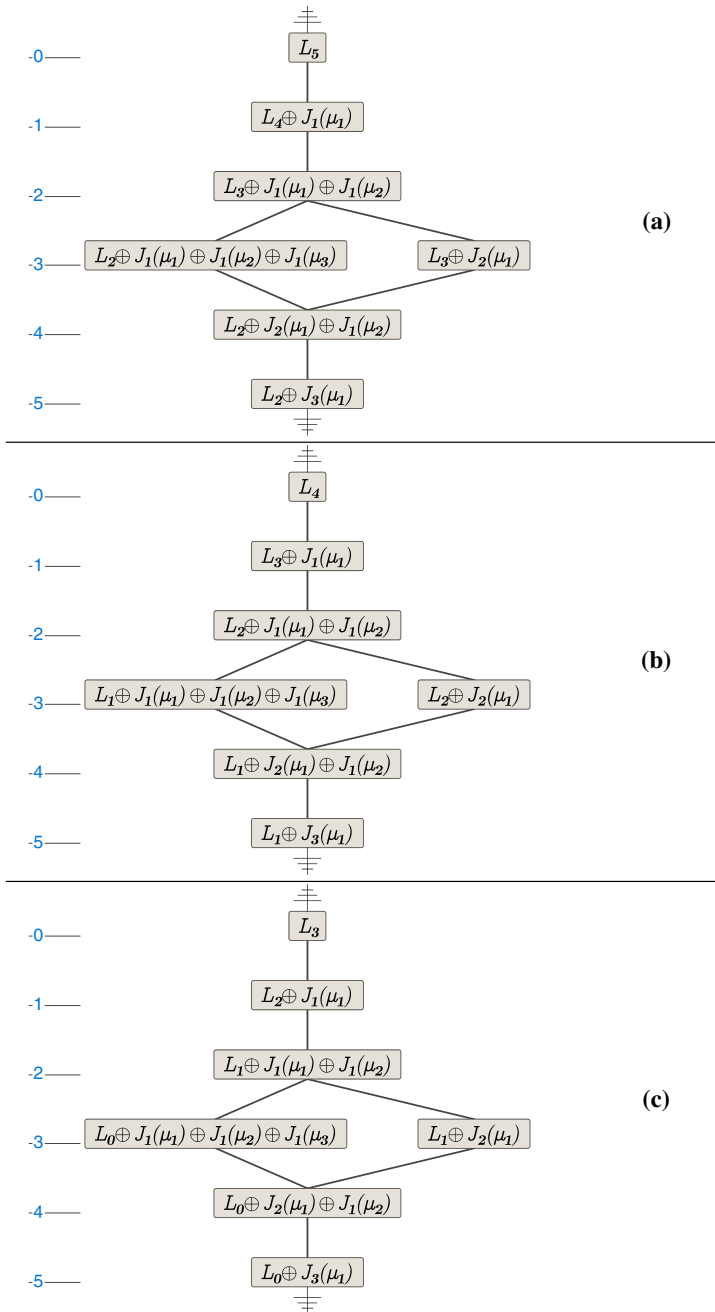 L₅
-0
L₄⊕ J₁(μ₁)
-1
L₃⊕ J₁(μ₁) ⊕ J₁(μ₂)
-2
(a)
L₂⊕ J₁(μ₁) ⊕ J₁(μ₂) ⊕ J₁(μ₃) L₃⊕ J₂(μ₁)
-3
L₂⊕ J₂(μ₁) ⊕ J₁(μ₂)
-4
L₂⊕ J₃(μ₁)
-5
L₄
-0
L₃⊕ J₁(μ₁)
-1
L₂⊕ J₁(μ₁) ⊕ J₁(μ₂)
-2
(b)
L₁⊕ J₁(μ₁) ⊕ J₁(μ₂) ⊕ J₁(μ₃) L₂⊕ J₂(μ₁)
-3
L₁⊕ J₂(μ₁) ⊕ J₁(μ₂)
-4
L₁⊕ J₃(μ₁)
-5
L₃
-0
L₂⊕ J₁(μ₁)
-1
L₁⊕ J₁(μ₁) ⊕ J₁(μ₂)
-2
(c)
L₀⊕ J₁(μ₁) ⊕ J₁(μ₂) ⊕ J₁(μ₃) L₁⊕ J₂(μ₁)
-3
L₀⊕ J₂(μ₁) ⊕ J₁(μ₂)
-4
L₀⊕ J₃(μ₁)
-5